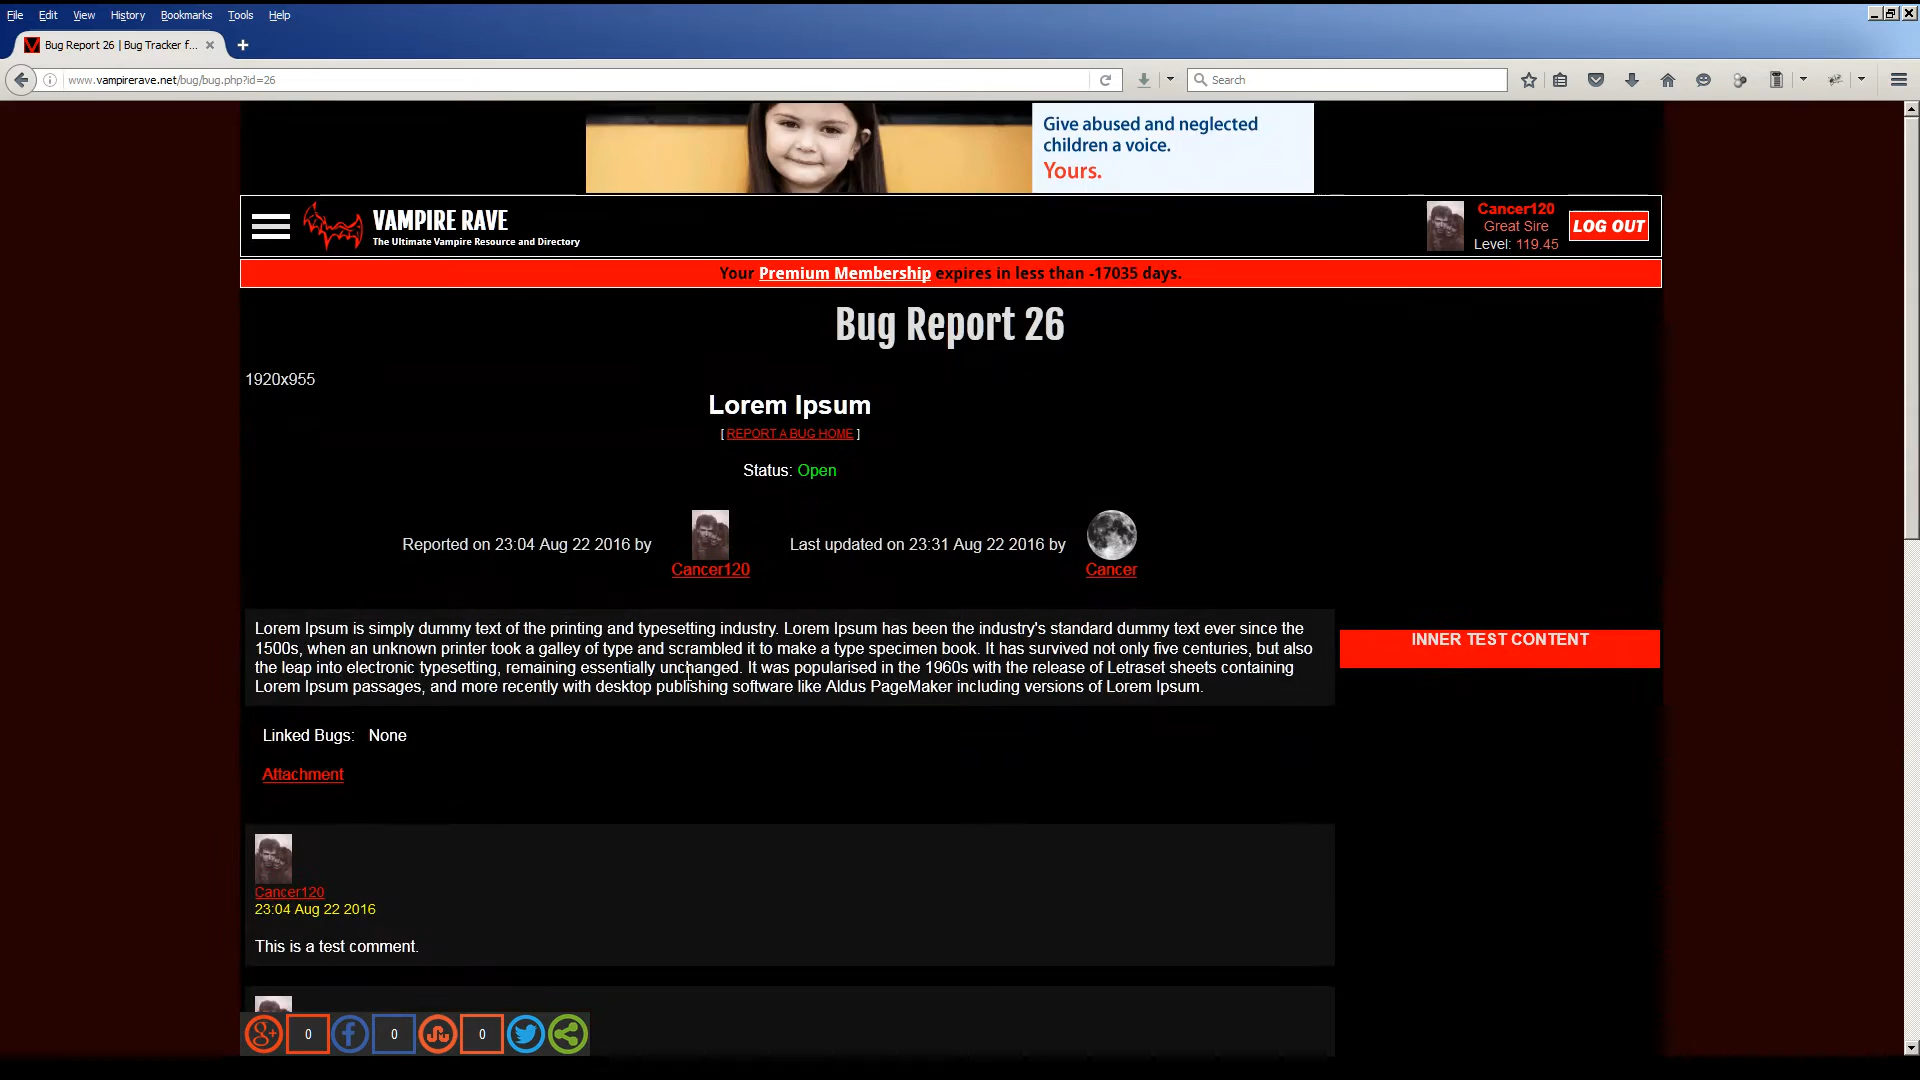 File Edit View History Bookmarks Tools Help
Bug Report 26 | Bug Tracker f...
www.vampirerave.net/bug/bug.php?id=26
Search
Give abused and neglected
children a voice.
Yours.
VAMPIRE RAVE
The Ultimate Vampire Resource and Directory
Cancer120
Great Sire
Level: 119.45
LOG OUT
Your Premium Membership expires in less than -17035 days.
Bug Report 26
1920x955
Lorem Ipsum
[ REPORT A BUG HOME ]
Status: Open
Reported on 23:04 Aug 22 2016 by
Cancer120
Last updated on 23:31 Aug 22 2016 by
Cancer
Lorem Ipsum is simply dummy text of the printing and typesetting industry. Lorem Ipsum has been the industry's standard dummy text ever since the
1500s, when an unknown printer took a galley of type and scrambled it to make a type specimen book. It has survived not only five centuries, but also
the leap into electronic typesetting, remaining essentially unchanged. It was popularised in the 1960s with the release of Letraset sheets containing
Lorem Ipsum passages, and more recently with desktop publishing software like Aldus PageMaker including versions of Lorem Ipsum.
INNER TEST CONTENT
Linked Bugs: None
Attachment
Cancer120
23:04 Aug 22 2016
This is a test comment.
g+ 0 f 0 0